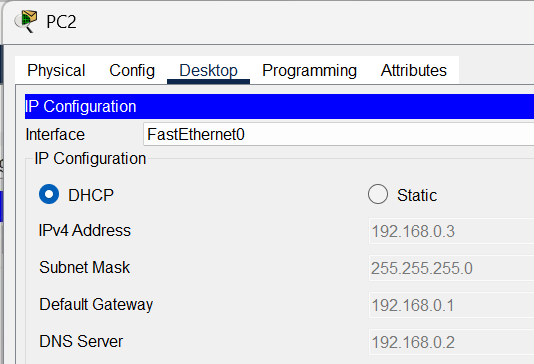 PC2
Physical Config Desktop Programming Attributes
IP Configuration
Interface FastEthernet0
IP Configuration
DHCP Static
IPv4 Address 192.168.0.3
Subnet Mask 255.255.255.0
Default Gateway 192.168.0.1
DNS Server 192.168.0.2